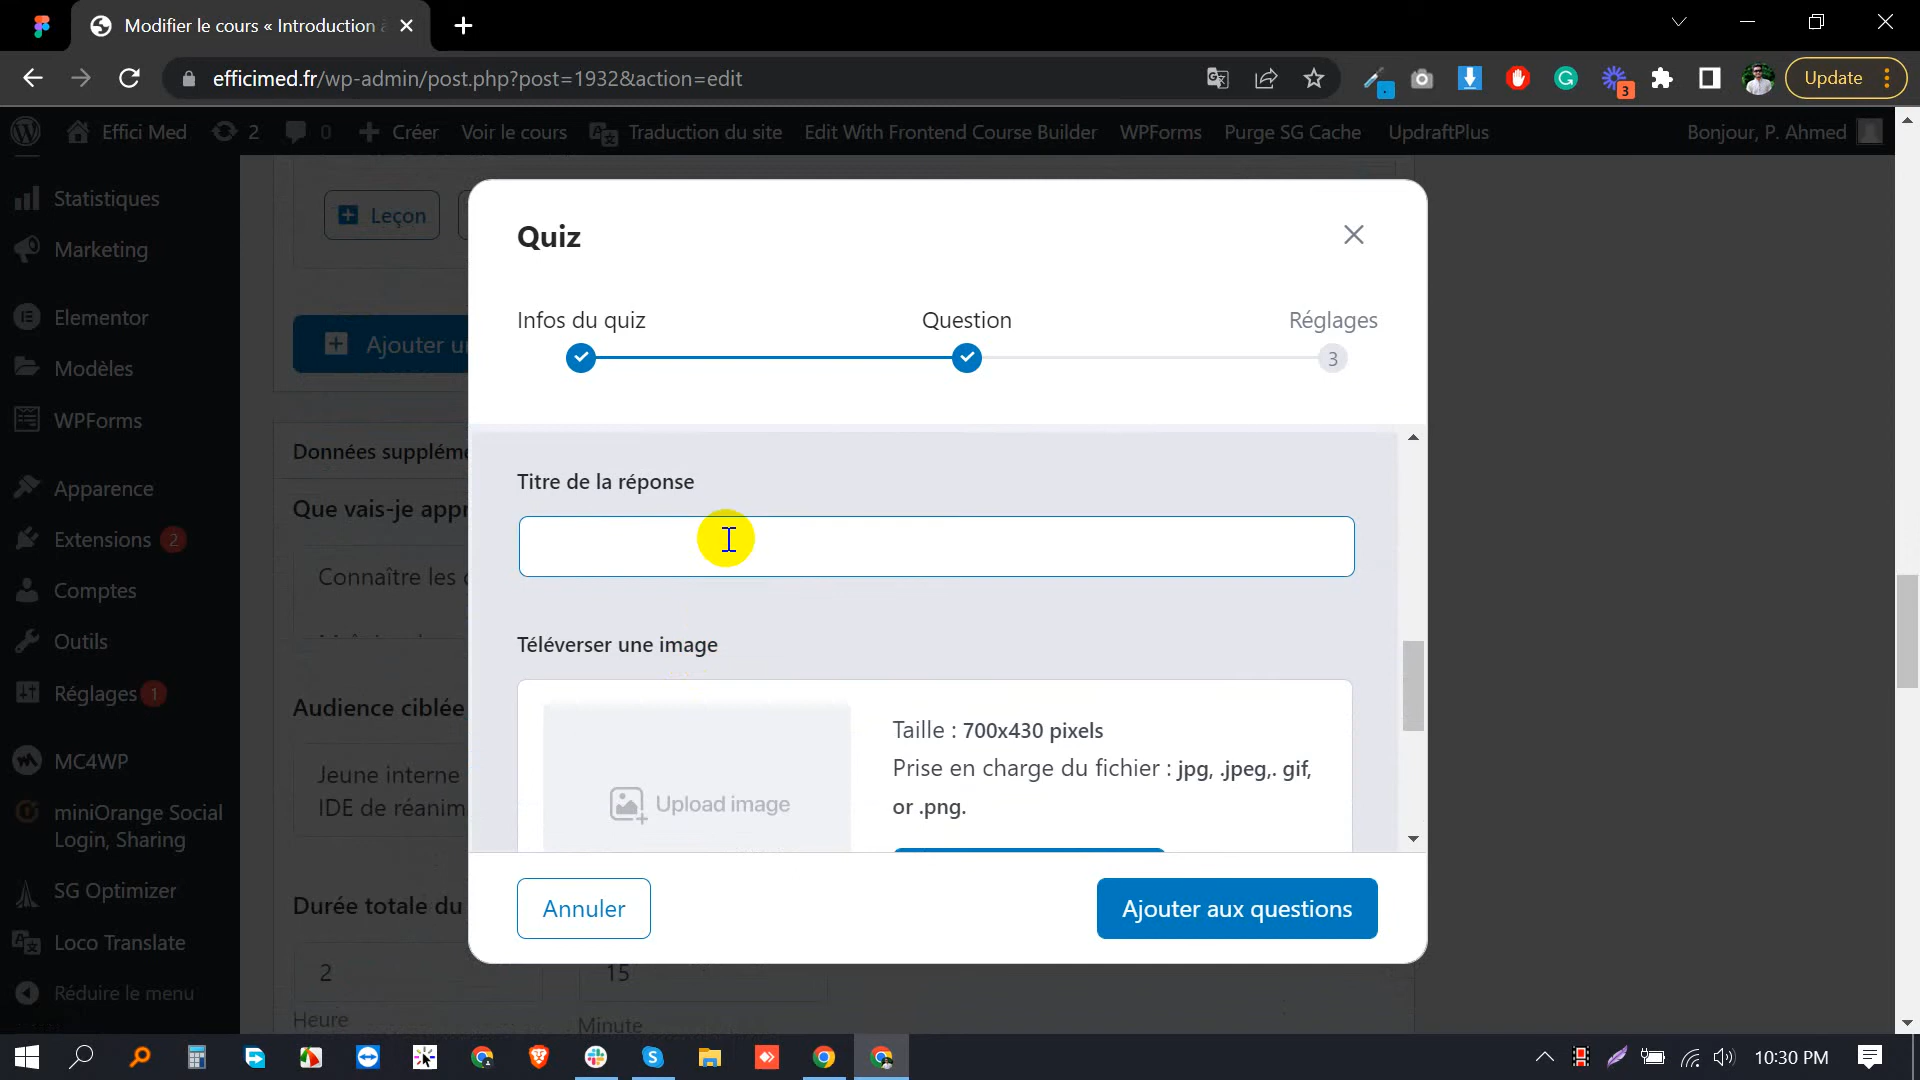 Modifier le cours « Introduction à
efficimed.fr/wp-admin/post.php?post=1932&action=edit
3
Update
Effici Med
2
0
Créer
Voir le cours
Traduction du site
Edit With Frontend Course Builder
WPForms
Purge SG Cache
UpdraftPlus
Bonjour, P. Ahmed
Statistiques
Marketing
Elementor
Modèles
WPForms
Apparence
Extensions 2
Comptes
Outils
Réglages 1
MC4WP
miniOrange Social
Login, Sharing
SG Optimizer
Loco Translate
Réduire le menu
Leçon
Ajouter un
Données supplém
Que vais-je app
Connaître les
Audience ciblée
Jeune interne
IDE de réanim
Durée totale du
2
15
Heure
Minute
Quiz
Infos du quiz
Question
Réglages
3
Titre de la réponse
Téléverser une image
Upload image
Taille : 700x430 pixels
Prise en charge du fichier : jpg, .jpeg,. gif,
or .png.
Annuler
Ajouter aux questions
10:30 PM